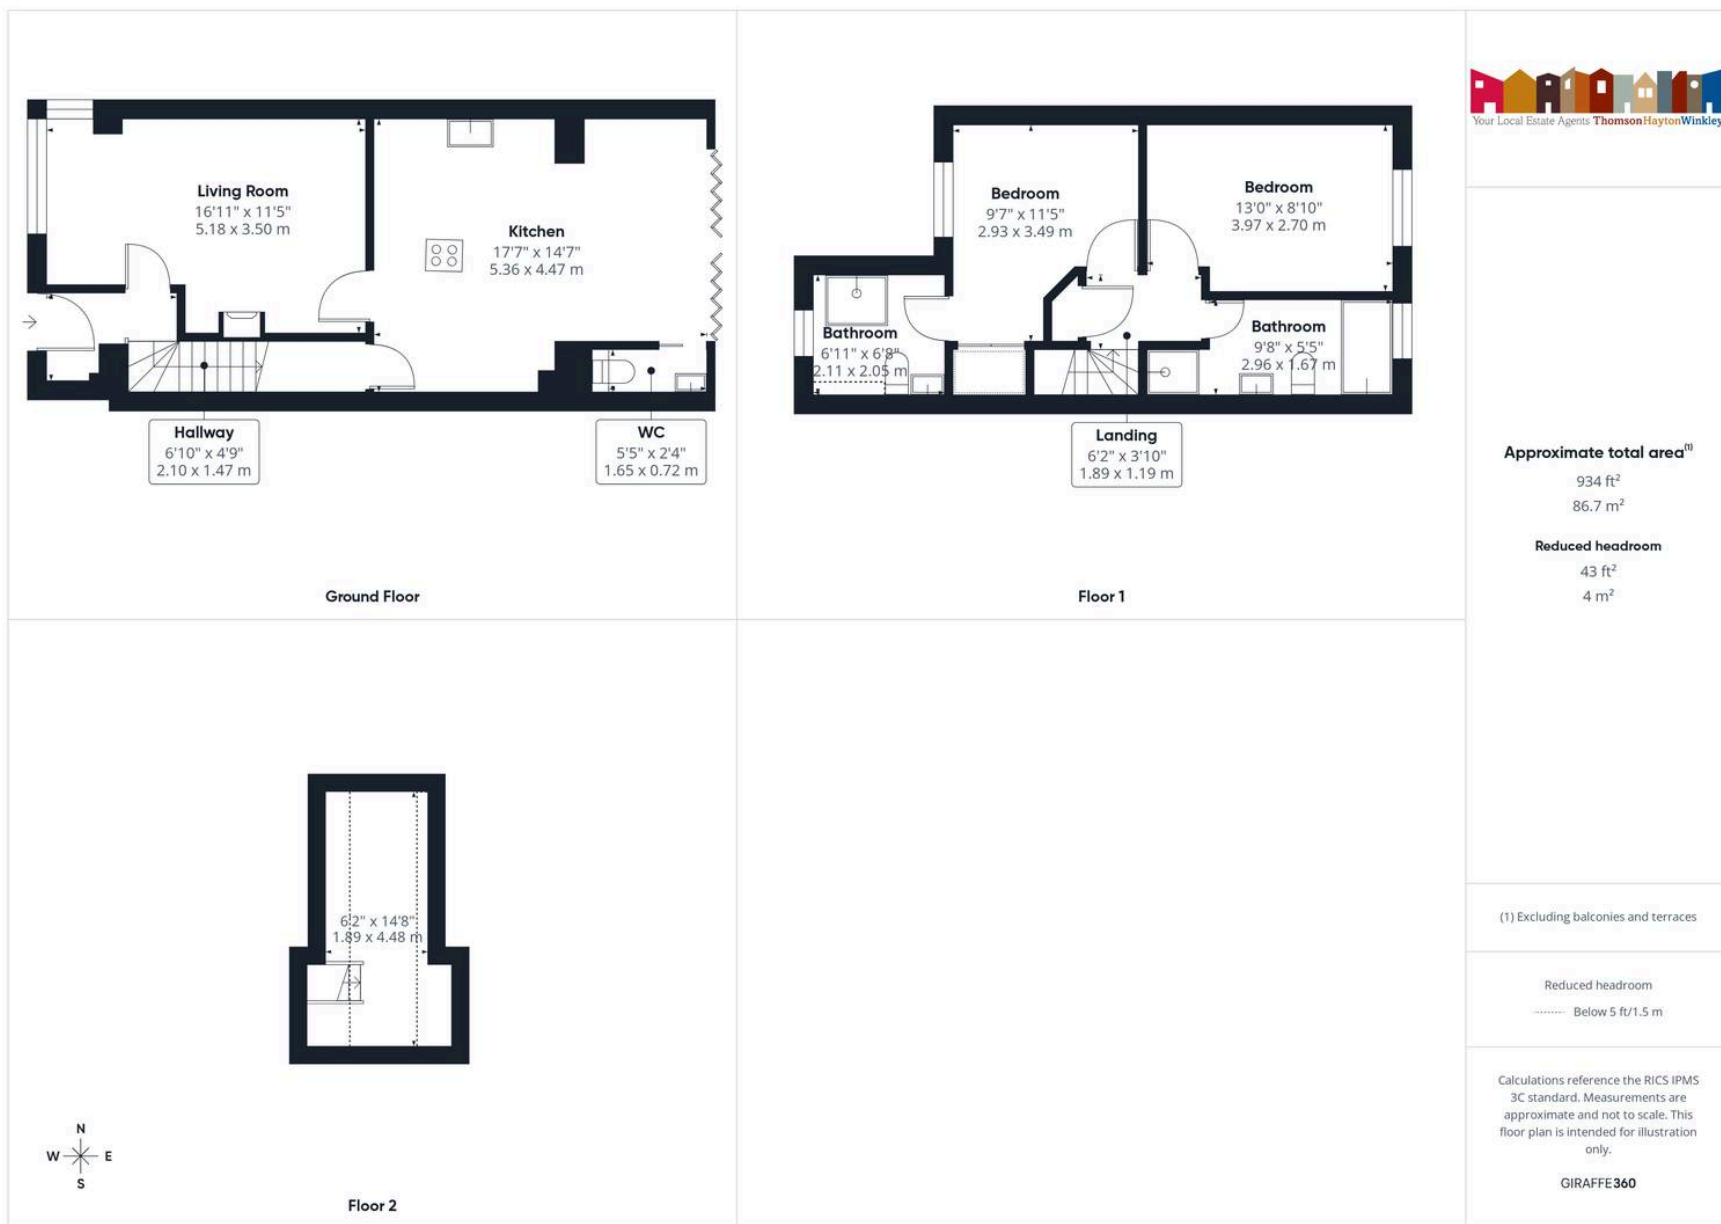 Living Room
16'11" x 11'5"
5.18 x 3.50 m
Kitchen
17'7" x 14'7"
5.36 x 4.47 m
Hallway
6'10" x 4'9"
2.10 x 1.47 m
WC
5'5" x 2'4"
1.65 x 0.72 m
Ground Floor
Bedroom
9'7" x 11'5"
2.93 x 3.49 m
Bedroom
13'0" x 8'10"
3.97 x 2.70 m
Bathroom
6'11" x 6'8"
2.11 x 2.05 m
Bathroom
9'8" x 5'5"
2.96 x 1.67 m
Landing
6'2" x 3'10"
1.89 x 1.19 m
Floor 1
6'2" x 14'8"
1.89 x 4.48 m
N
W E
S
Floor 2
Your Local Estate Agents ThomsonHaytonWinkley
Approximate total area(1)
934 ft²
86.7 m²
Reduced headroom
43 ft²
4 m²
(1) Excluding balconies and terraces
Reduced headroom
Below 5 ft/1.5 m
Calculations reference the RICS IPMS
3C standard. Measurements are
approximate and not to scale. This
floor plan is intended for illustration
only.
GIRAFFE360